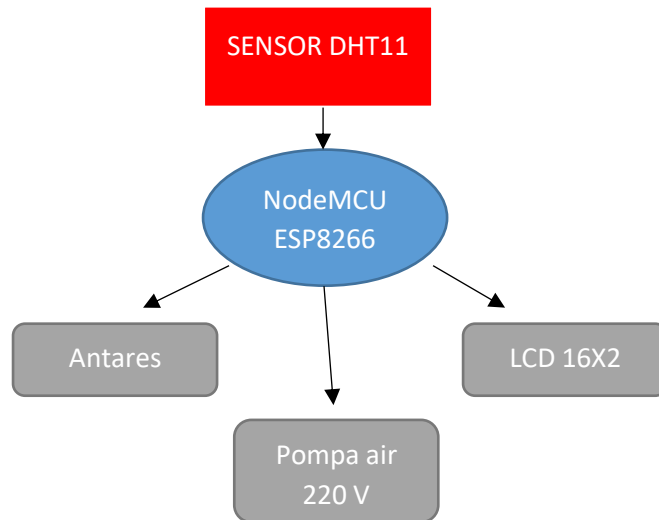 SENSOR DHT11
NodeMCU
ESP8266
Antares
LCD 16X2
Pompa air
220 V